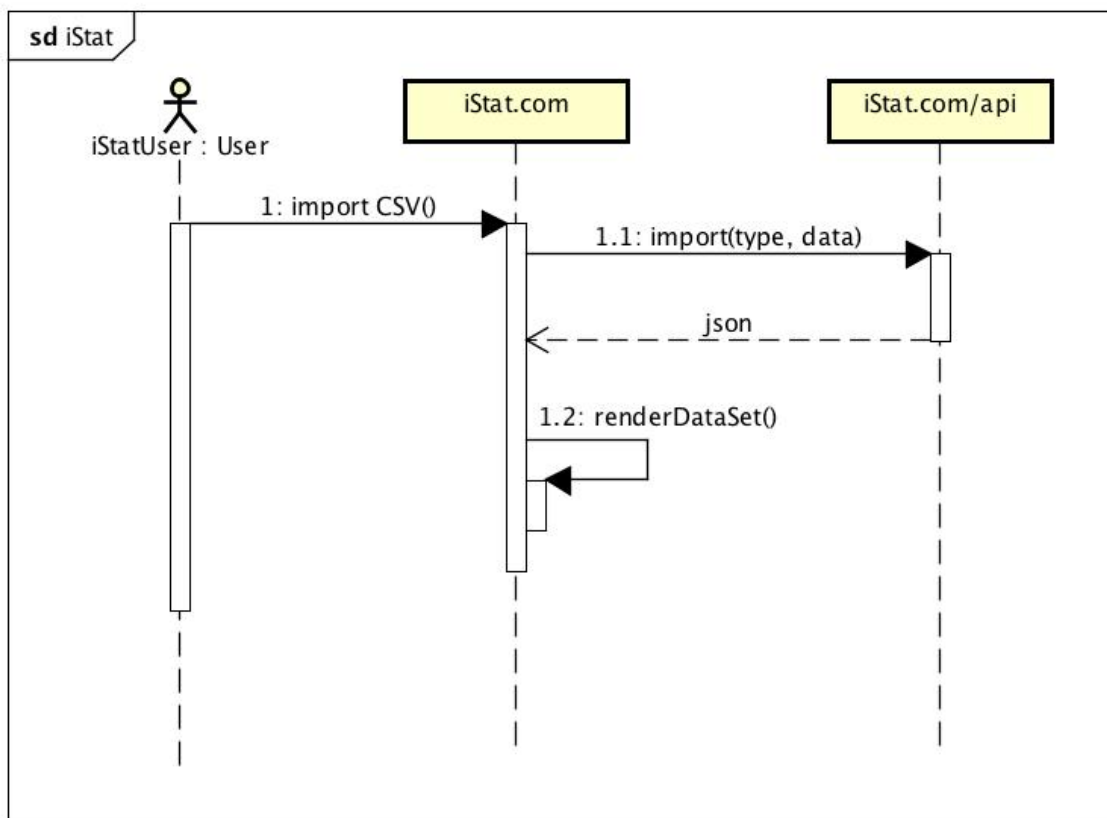 sd iStat
iStat.com
iStat.com/api
iStatUser : User
1: import CSV()
1.1: import(type, data)
json
1.2: renderDataSet()